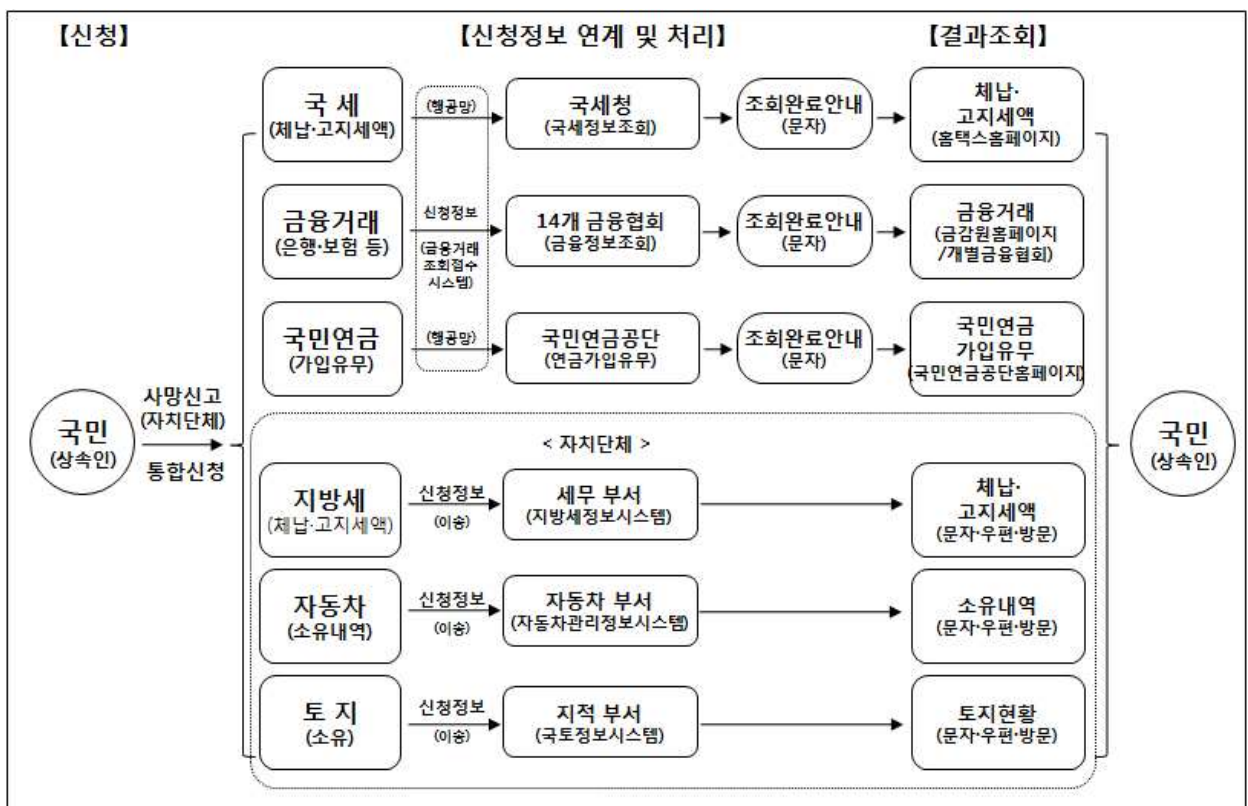 【신청】
【신청정보 연계 및 처리】
【결과조회】
국 세
(체납·고지세액)
(행공망)
국세청
(국세정보조회)
조회완료안내
(문자)
체납·
고지세액
(홈택스홈페이지)
금융거래
(은행·보험 등)
신청정보
(금융거래
조회접수
시스템)
14개 금융협회
(금융정보조회)
조회완료안내
(문자)
금융거래
(금감원홈페이지
/개별금융협회)
국민연금
(가입유무)
(행공망)
국민연금공단
(연금가입유무)
조회완료안내
(문자)
국민연금
가입유무
(국민연금공단홈페이지)
국민
(상속인)
사망신고
(자치단체)
통합신청
< 자치단체 >
지방세
(체납·고지세액)
신청정보
(이송)
세무 부서
(지방세정보시스템)
체납·
고지세액
(문자·우편·방문)
자동차
(소유내역)
신청정보
(이송)
자동차 부서
(자동차관리정보시스템)
소유내역
(문자·우편·방문)
토 지
(소유)
신청정보
(이송)
지적 부서
(국토정보시스템)
토지현황
(문자·우편·방문)
국민
(상속인)